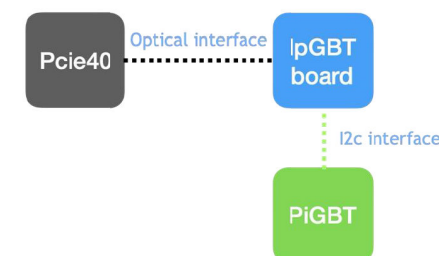 Optical interface
Pcie40
lpGBT
board
I2c interface
PiGBT